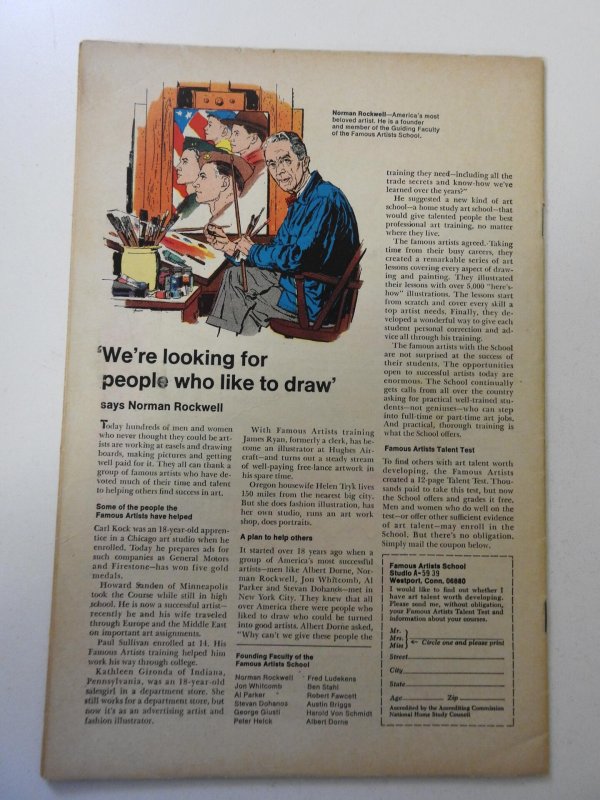 Norman Rockwell—America's most
beloved artist. He is a founder
and member of the Guiding Faculty
of the Famous Artists School.
'We're looking for
people who like to draw'
says Norman Rockwell
Today hundreds of men and women
who never thought they could be art-
ists are working at easels and drawing
boards, making pictures and getting
well paid for it. They all can thank a
group of famous artists who have de-
voted much of their time and talent
to helping others find success in art.
Some of the people the
Famous Artists have helped
Carl Kock was an 18-year-old appren-
tice in a Chicago art studio when he
enrolled. Today he prepares ads for
such companies as General Motors
and Firestone—has won five gold
medals.
Howard Sanden of Minneapolis
took the Course while still in high
school. He is now a successful artist—
recently he and his wife traveled
through Europe and the Middle East
on important art assignments.
Paul Sullivan enrolled at 14. His
Famous Artists training helped him
work his way through college.
Kathleen Gironda of Indiana,
Pennsylvania, was an 18-year-old
salesgirl in a department store. She
still works for a department store, but
now it's as an advertising artist and
fashion illustrator.
With Famous Artists training
James Ryan, formerly a clerk, has be-
come an illustrator at Hughes Air-
craft—and turns out a steady stream
of well-paying free-lance artwork in
his spare time.
Oregon housewife Helen Tryk lives
150 miles from the nearest big city.
But she does fashion illustration, has
her own studio, runs an art work
shop, does portraits.
A plan to help others
It started over 18 years ago when a
group of America's most successful
artists—men like Albert Dorne, Nor-
man Rockwell, Jon Whitcomb, Al
Parker and Stevan Dohanos—met in
New York City. They knew that all
over America there were people who
liked to draw who could be turned
into good artists. Albert Dorne asked,
"Why can't we give these people the
Founding Faculty of the
Famous Artists School
Norman Rockwell
Jon Whitcomb
Al Parker
Stevan Dohanos
George Giusti
Peter Helck
Fred Ludekens
Ben Stahl
Robert Fawcett
Austin Briggs
Harold Von Schmidt
Albert Dorne
training they need—including all the
trade secrets and know-how we've
learned over the years?"
He suggested a new kind of art
school—a home study art school—that
would give talented people the best
professional art training, no matter
where they live.
The famous artists agreed. Taking
time from their busy careers, they
created a remarkable series of art
lessons covering every aspect of draw-
ing and painting. They illustrated
their lessons with over 5,000 "here's-
how" illustrations. The lessons start
from scratch and cover every skill a
top artist needs. Finally, they de-
veloped a wonderful way to give each
student personal correction and ad-
vice all through his training.
The famous artists with the School
are not surprised at the success of
their students. The opportunities
open to successful artists today are
enormous. The School continually
gets calls from all over the country
asking for practical well-trained stu-
dents—not geniuses—who can step
into full-time or part-time art jobs.
And practical, thorough training is
what the School offers.
Famous Artists Talent Test
To find others with art talent worth
developing, the Famous Artists
created a 12-page Talent Test. Thou-
sands paid to take this test, but now
the School offers and grades it free.
Men and women who do well on the
test—or offer other sufficient evidence
of art talent—may enroll in the
School. But there's no obligation.
Simply mail the coupon below.
Famous Artists School
Studio A-5939
Westport, Conn. 06880
I would like to find out whether I
have art talent worth developing.
Please send me, without obligation,
your Famous Artists Talent Test and
information about your courses.
Mr.
Mrs. Circle one and please print
Miss
Street
City
State
Age Zip
Accredited by the Accrediting Commission
National Home Study Council